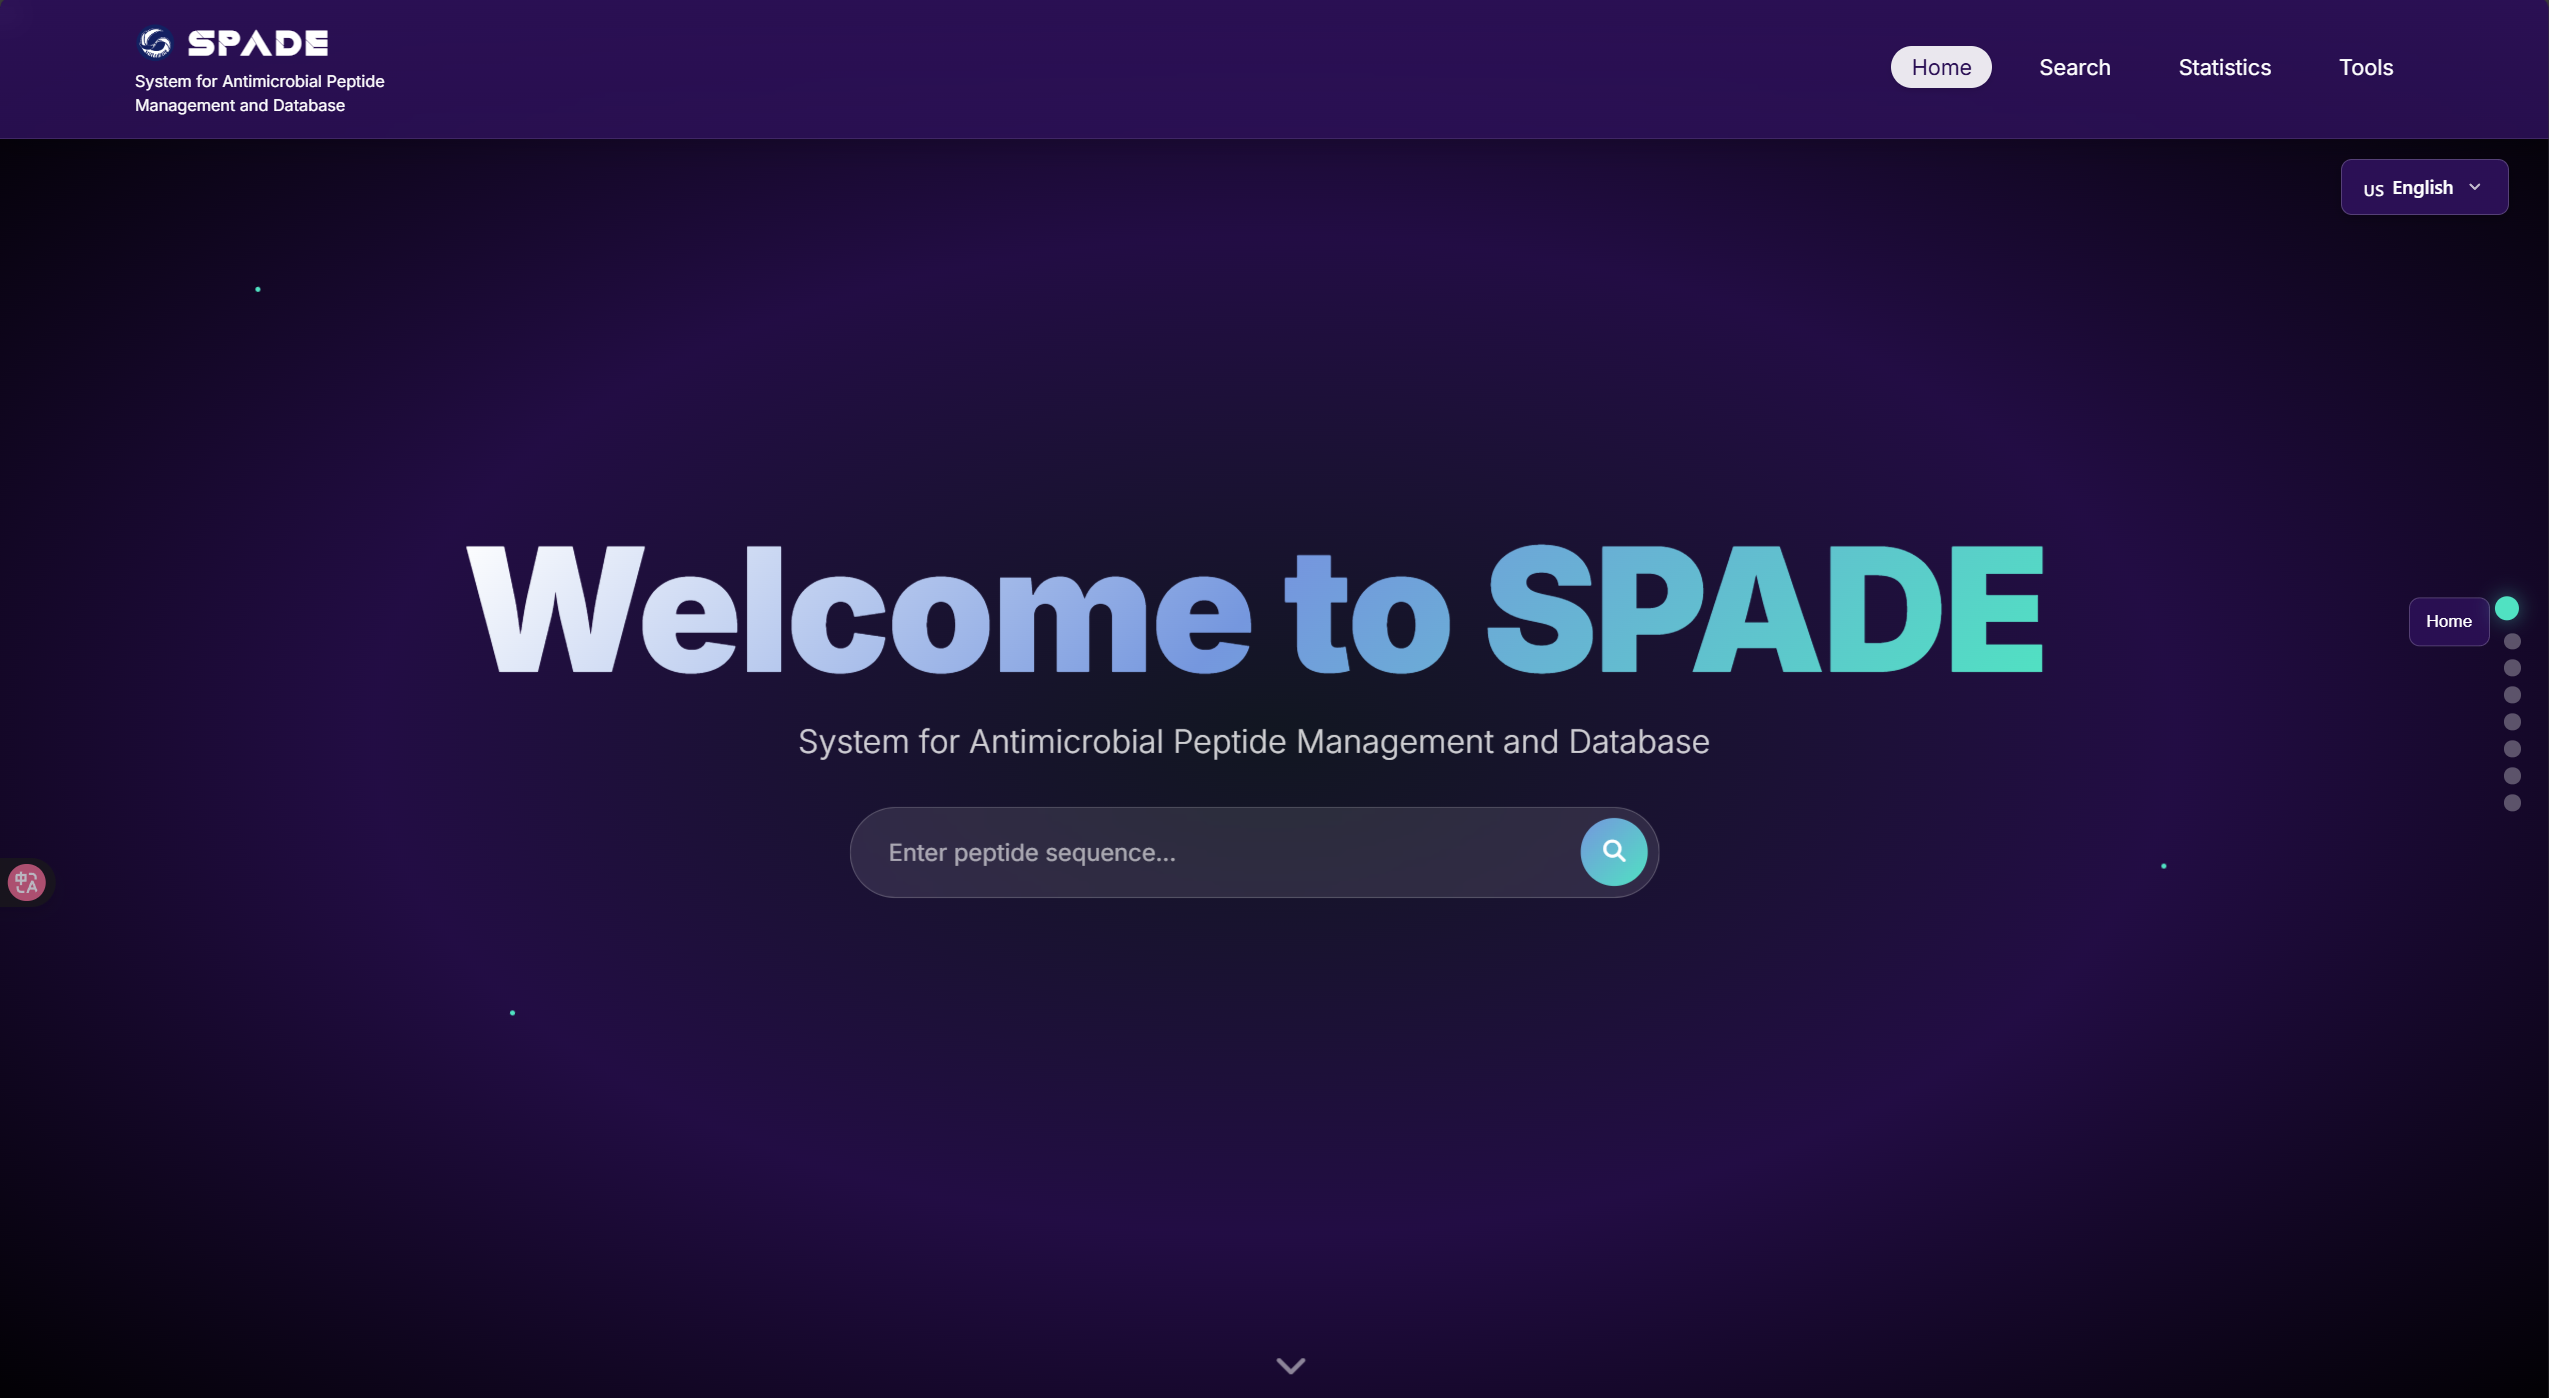 SPADE
System for Antimicrobial Peptide
Management and Database
Home
Search
Statistics
Tools
US English
Welcome to SPADE
Home
System for Antimicrobial Peptide Management and Database
Enter peptide sequence...
中
A